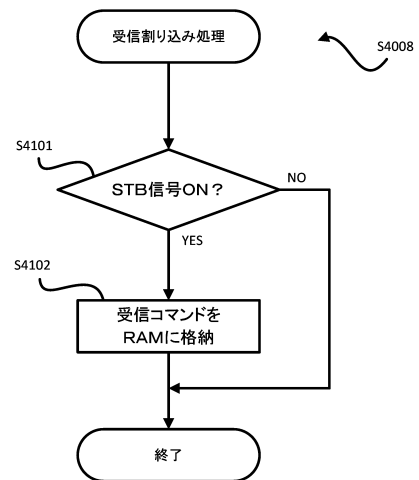 受信割り込み処理
S4008
S4101
STB信号ON？
NO
YES
S4102
受信コマンドを
RAMに格納
終了